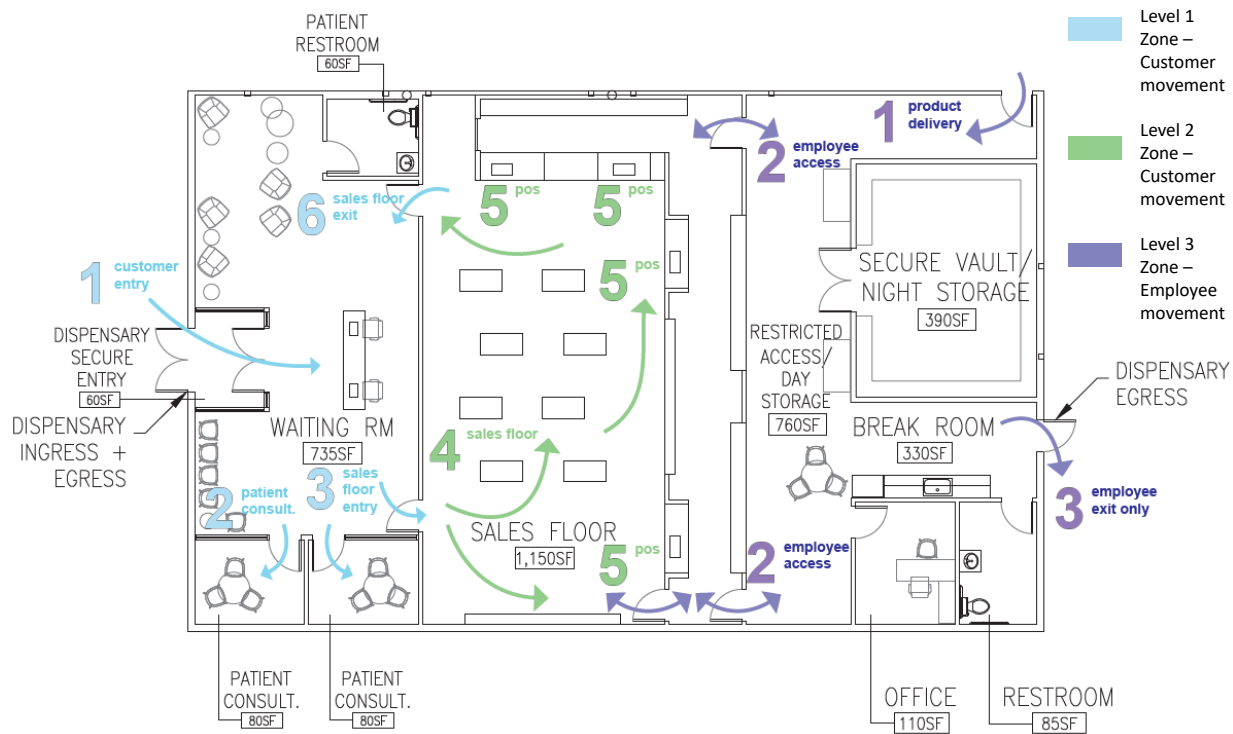 PATIENT
RESTROOM
60SF
Level 1
Zone –
Customer
movement
Level 2
Zone –
Customer
movement
Level 3
Zone –
Employee
movement
1 product
delivery
2 employee
access
5 pos
5 pos
6 sales floor
exit
1 customer
entry
5 pos
SECURE VAULT/
NIGHT STORAGE
390SF
DISPENSARY
SECURE
ENTRY
60SF
RESTRICTED
ACCESS/
DAY
STORAGE
760SF
DISPENSARY
EGRESS
DISPENSARY
INGRESS +
EGRESS
WAITING RM
735SF
4 sales floor
BREAK ROOM
330SF
2 patient
consult.
3 sales
floor
entry
3 employee
exit only
SALES FLOOR
1,150SF
5 pos
2 employee
access
PATIENT
CONSULT.
80SF
PATIENT
CONSULT.
80SF
OFFICE
110SF
RESTROOM
85SF